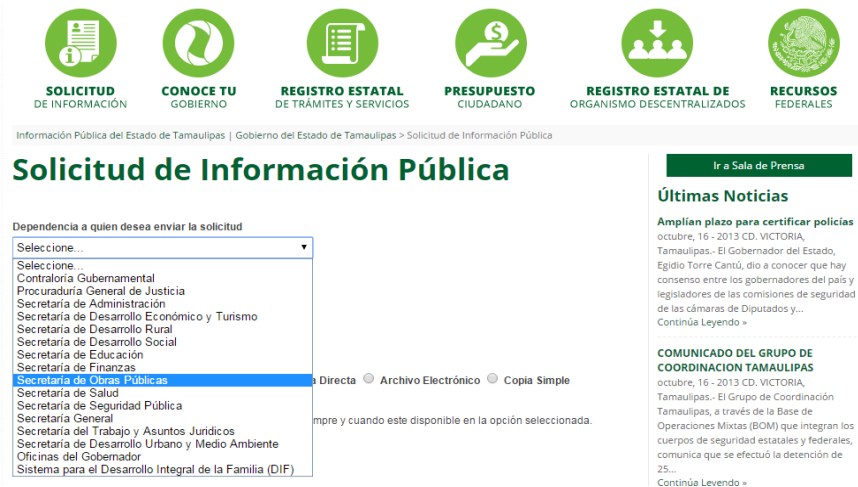 SOLICITUD
DE INFORMACIÓN
CONOCE TU
GOBIERNO
REGISTRO ESTATAL
DE TRÁMITES Y SERVICIOS
PRESUPUESTO
CIUDADANO
REGISTRO ESTATAL DE
ORGANISMO DESCENTRALIZADOS
RECURSOS
FEDERALES
Información Pública del Estado de Tamaulipas | Gobierno del Estado de Tamaulipas > Solicitud de Información Pública
Solicitud de Información Pública
Dependencia a quien desea enviar la solicitud
Seleccione...
Seleccione...
Contraloría Gubernamental
Procuraduría General de Justicia
Secretaría de Administración
Secretaría de Desarrollo Económico y Turismo
Secretaría de Desarrollo Rural
Secretaría de Desarrollo Social
Secretaría de Educación
Secretaría de Finanzas
Secretaría de Obras Públicas
Secretaría de Salud
Secretaría de Seguridad Pública
Secretaría General
Secretaría del Trabajo y Asuntos Juridicos
Secretaría de Desarrollo Urbano y Medio Ambiente
Oficinas del Gobernador
Sistema para el Desarrollo Integral de la Familia (DIF)
a Directa Archivo Electrónico Copia Simple
mpre y cuando este disponible en la opción seleccionada.
Ir a Sala de Prensa
Últimas Noticias
Amplían plazo para certificar policías
octubre, 16 - 2013 CD. VICTORIA,
Tamaulipas.- El Gobernador del Estado,
Egidio Torre Cantú, dio a conocer que hay
consenso entre los gobernadores del país y
legisladores de las comisiones de seguridad
de las cámaras de Diputados y...
Continúa Leyendo »
COMUNICADO DEL GRUPO DE
COORDINACION TAMAULIPAS
octubre, 16 - 2013 CD. VICTORIA,
Tamaulipas.- El Grupo de Coordinación
Tamaulipas, a través de la Base de
Operaciones Mixtas (BOM) que integran los
cuerpos de seguridad estatales y federales,
comunica que se efectuó la detención de
25...
Continúa Leyendo »